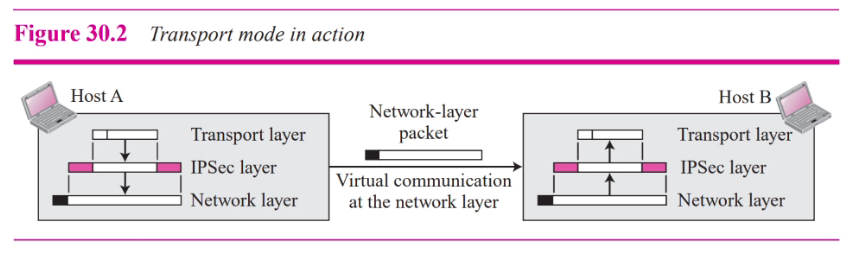 Figure 30.2 Transport mode in action
Host A
Transport layer
IPSec layer
Network layer
Network-layer
packet
Virtual communication
at the network layer
Host B
Transport layer
IPSec layer
Network layer